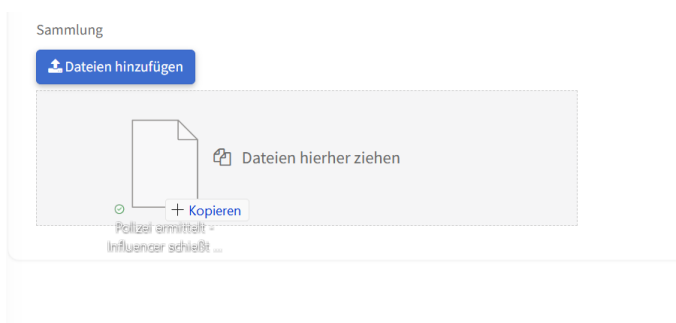 Sammlung
Dateien hinzufügen
Dateien hierher ziehen
+ Kopieren
Polizei ermittelt -
Influencer schießt ...